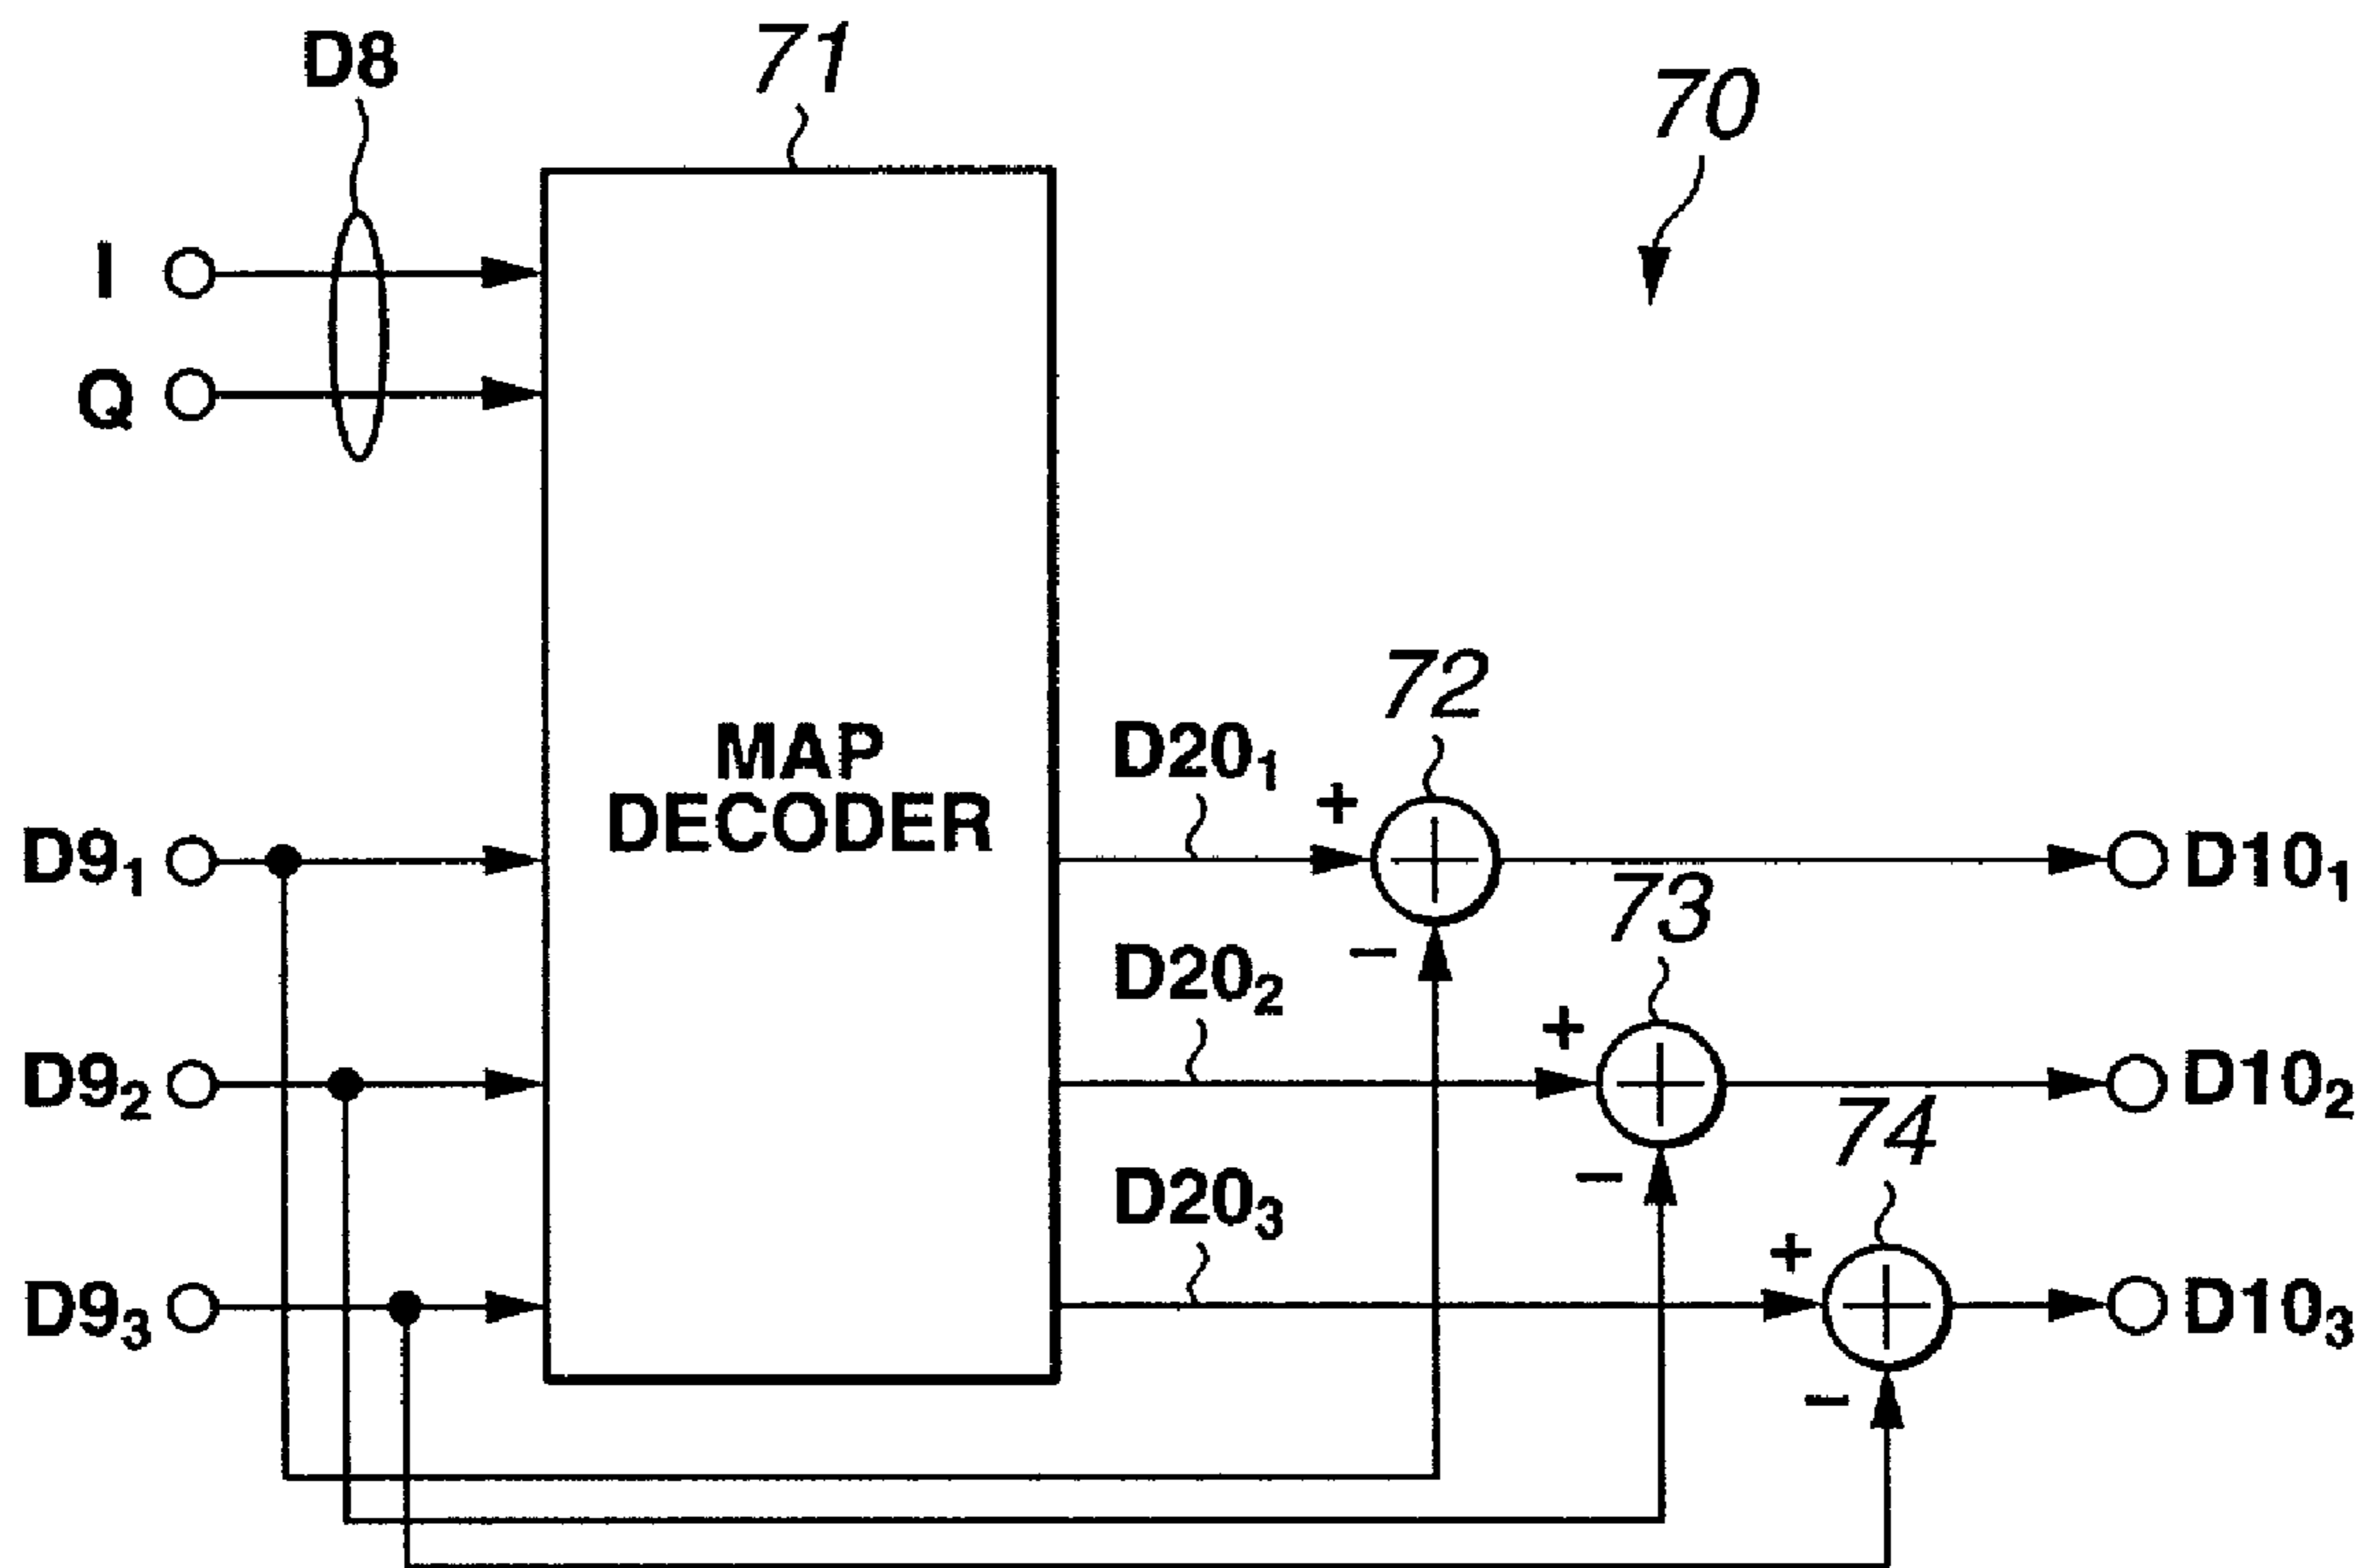 D8
71
70
I
Q
MAP
DECODER
D20₁
72
+
D9₁
D10₁
−
D20₂
73
+
D9₂
D10₂
−
D20₃
74
+
D9₃
D10₃
−